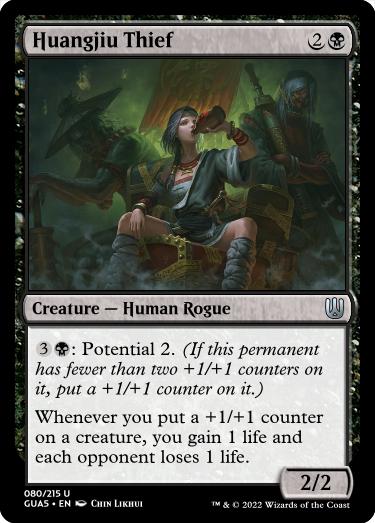 Huangjiu Thief 2
Creature — Human Rogue
3: Potential 2. (If this permanent
has fewer than two +1/+1 counters on
it, put a +1/+1 counter on it.)
Whenever you put a +1/+1 counter
on a creature, you gain 1 life and
each opponent loses 1 life.
2/2
080/215 U
GUA5 • EN Chin Likhui
™ & © 2022 Wizards of the Coast